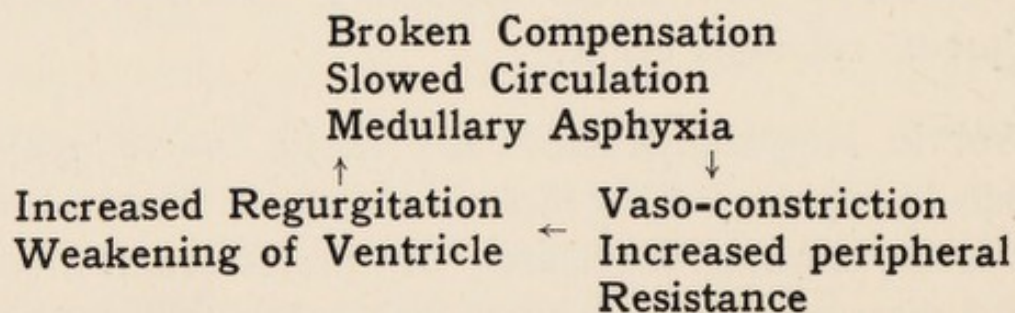 Broken Compensation
Slowed Circulation
Medullary Asphyxia
↑ ↓
Increased Regurgitation ← Vaso-constriction
Weakening of Ventricle Increased peripheral
Resistance